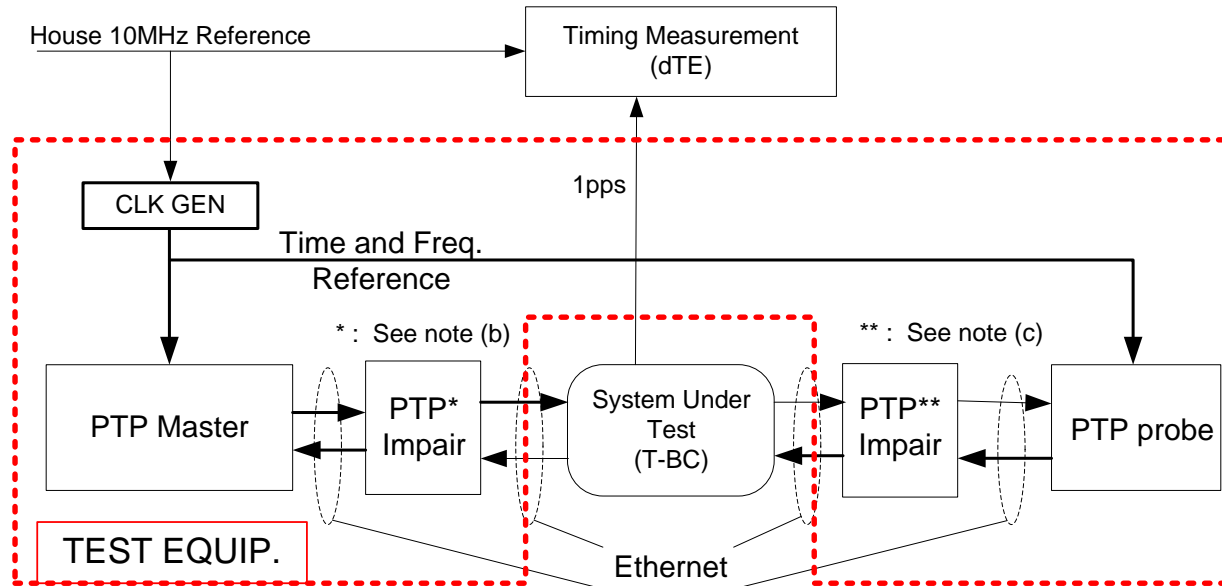 House 10MHz Reference
Timing Measurement
(dTE)
1pps
CLK GEN
Time and Freq.
Reference
* : See note (b)
** : See note (c)
PTP Master
PTP*
Impair
System Under
Test
(T-BC)
PTP**
Impair
PTP probe
TEST EQUIP.
Ethernet